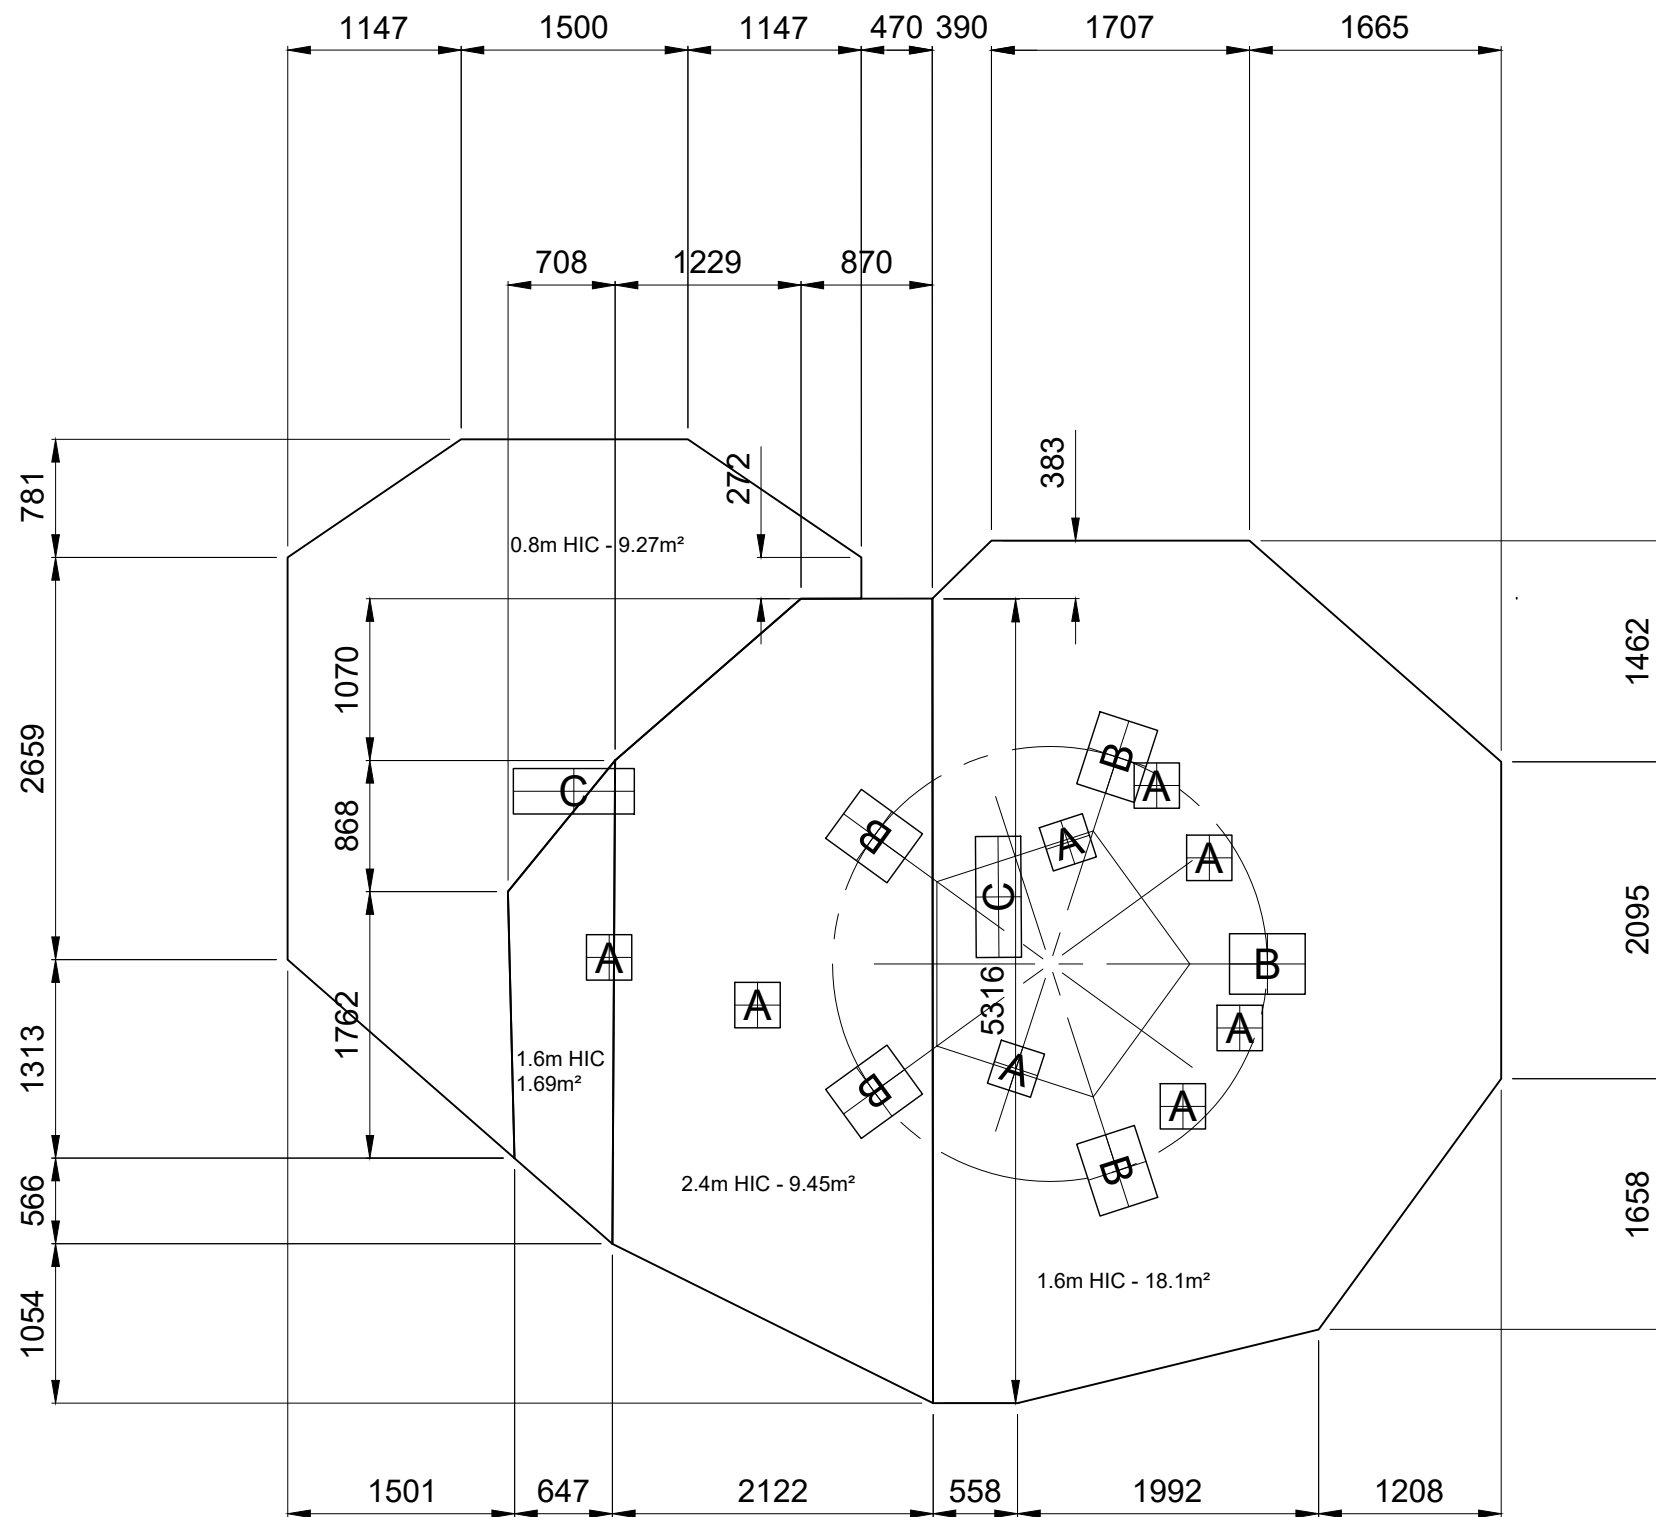 1147 1500 1147 470 390 1707 1665
708 1229 870
781
272
383
0.8m HIC - 9.27m²
1070
1462
2659
868
C
B
A
B
A
A
C
2095
A
B
A
5316
A
1762
1313
1.6m HIC
1.69m²
A
B
A
B
566
2.4m HIC - 9.45m²
1658
1.6m HIC - 18.1m²
1054
1501 647 2122 558 1992 1208